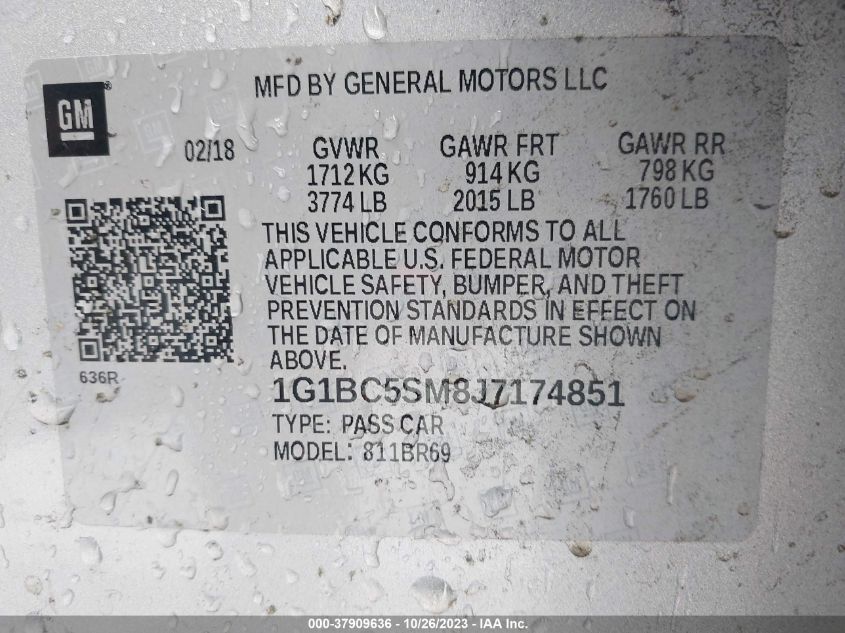 MFD BY GENERAL MOTORS LLC
GM
02/18
GVWR GAWR FRT GAWR RR
1712 KG 914 KG 798 KG
3774 LB 2015 LB 1760 LB
THIS VEHICLE CONFORMS TO ALL
APPLICABLE U.S. FEDERAL MOTOR
VEHICLE SAFETY, BUMPER, AND THEFT
PREVENTION STANDARDS IN EFFECT ON
THE DATE OF MANUFACTURE SHOWN
ABOVE.
636R
1G1BC5SM8J7174851
TYPE: PASS CAR
MODEL: 811BR69
000-37909636 - 10/26/2023 - IAA Inc.